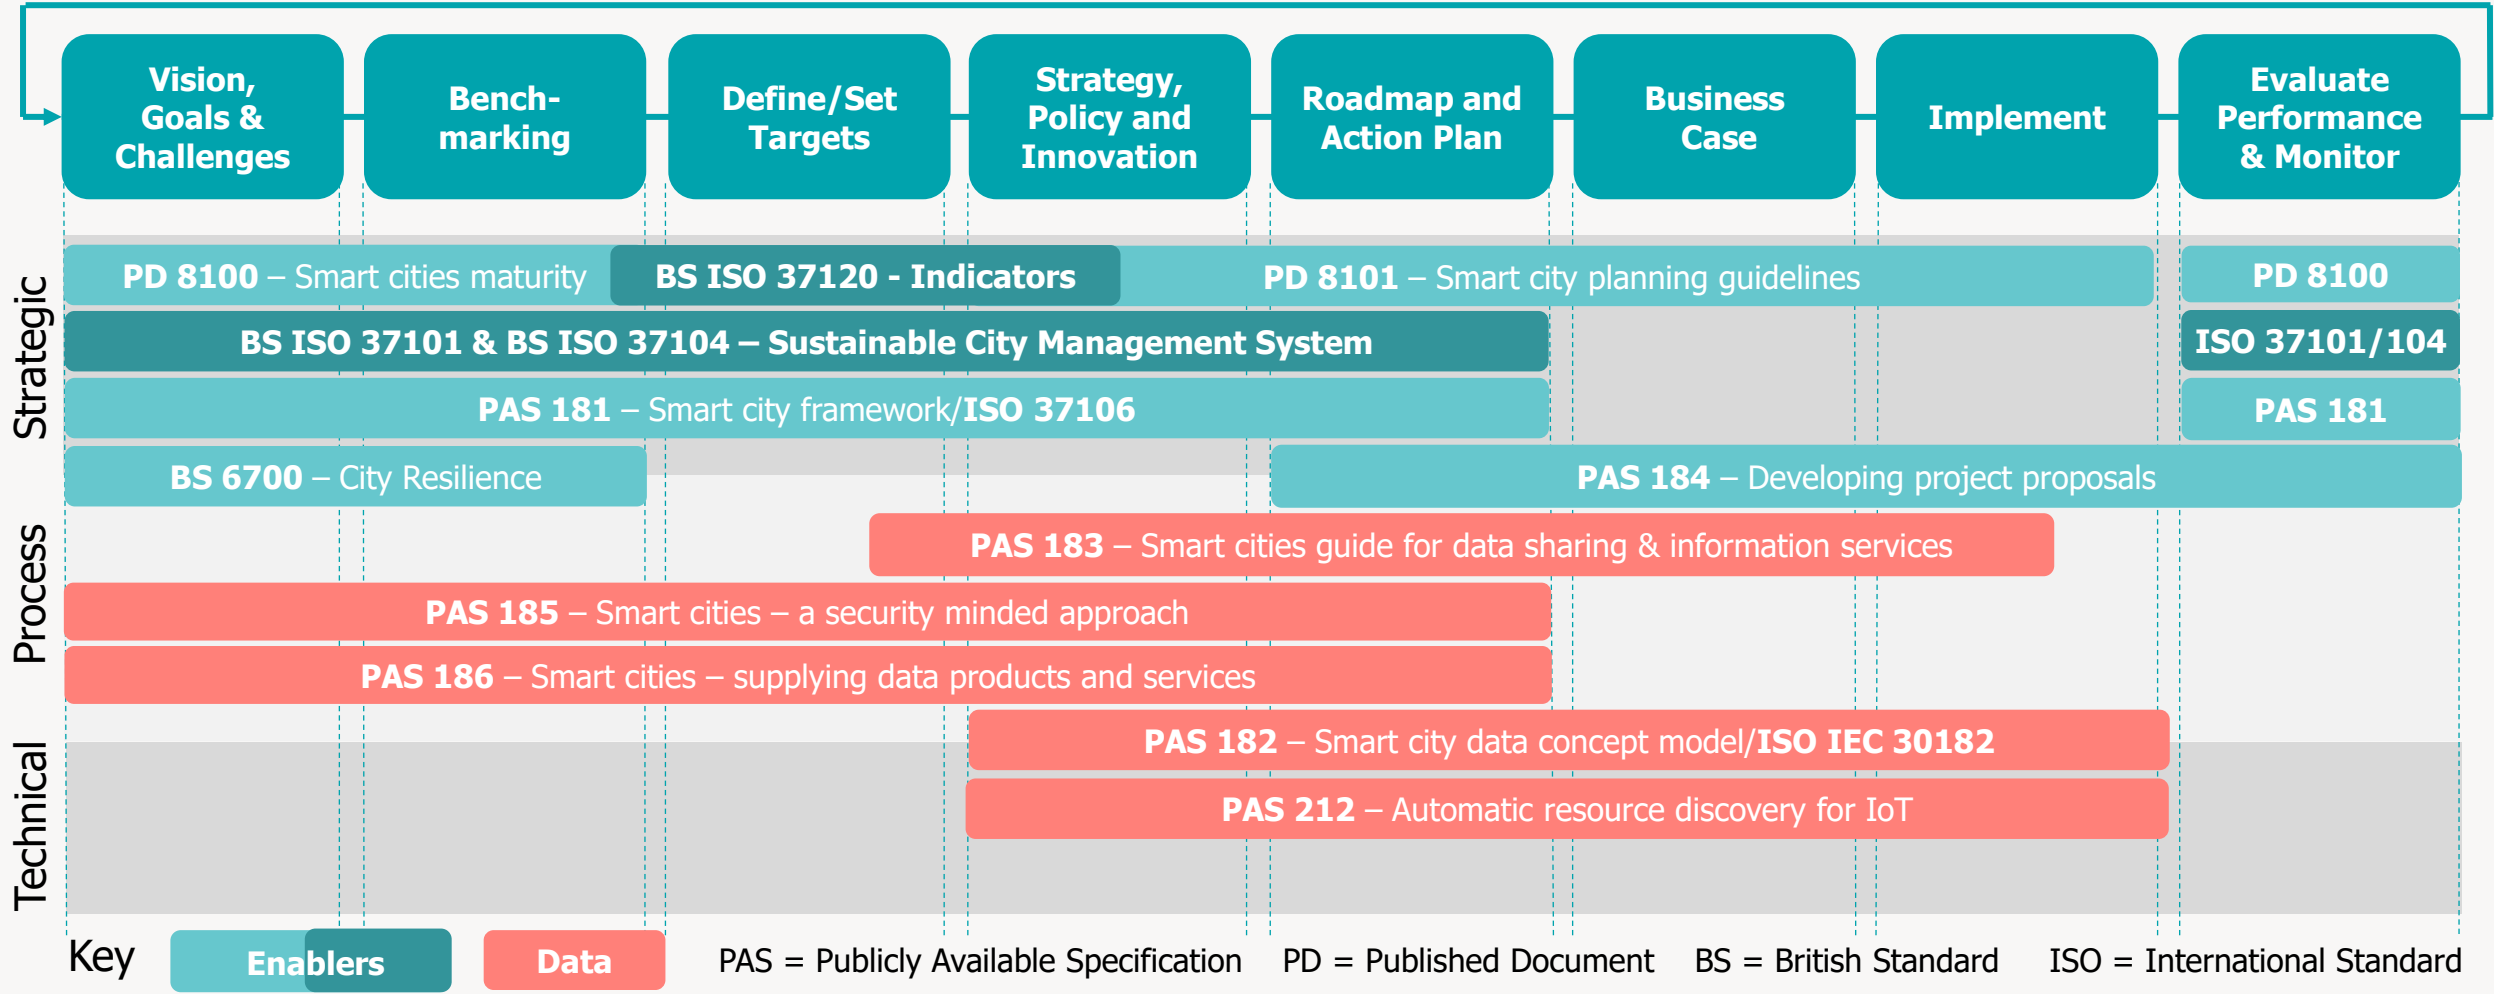 Vision,
Goals &
Challenges
Bench-
marking
Define/Set
Targets
Strategy,
Policy and
Innovation
Roadmap and
Action Plan
Business
Case
Implement
Evaluate
Performance
& Monitor
Strategic
PD 8100 – Smart cities maturity
BS ISO 37120 - Indicators
PD 8101 – Smart city planning guidelines
PD 8100
BS ISO 37101 & BS ISO 37104 – Sustainable City Management System
ISO 37101/104
PAS 181 – Smart city framework/ISO 37106
PAS 181
BS 6700 – City Resilience
PAS 184 – Developing project proposals
Process
PAS 183 – Smart cities guide for data sharing & information services
PAS 185 – Smart cities – a security minded approach
PAS 186 – Smart cities – supplying data products and services
Technical
PAS 182 – Smart city data concept model/ISO IEC 30182
PAS 212 – Automatic resource discovery for IoT
Key
Enablers
Data
PAS = Publicly Available Specification
PD = Published Document
BS = British Standard
ISO = International Standard